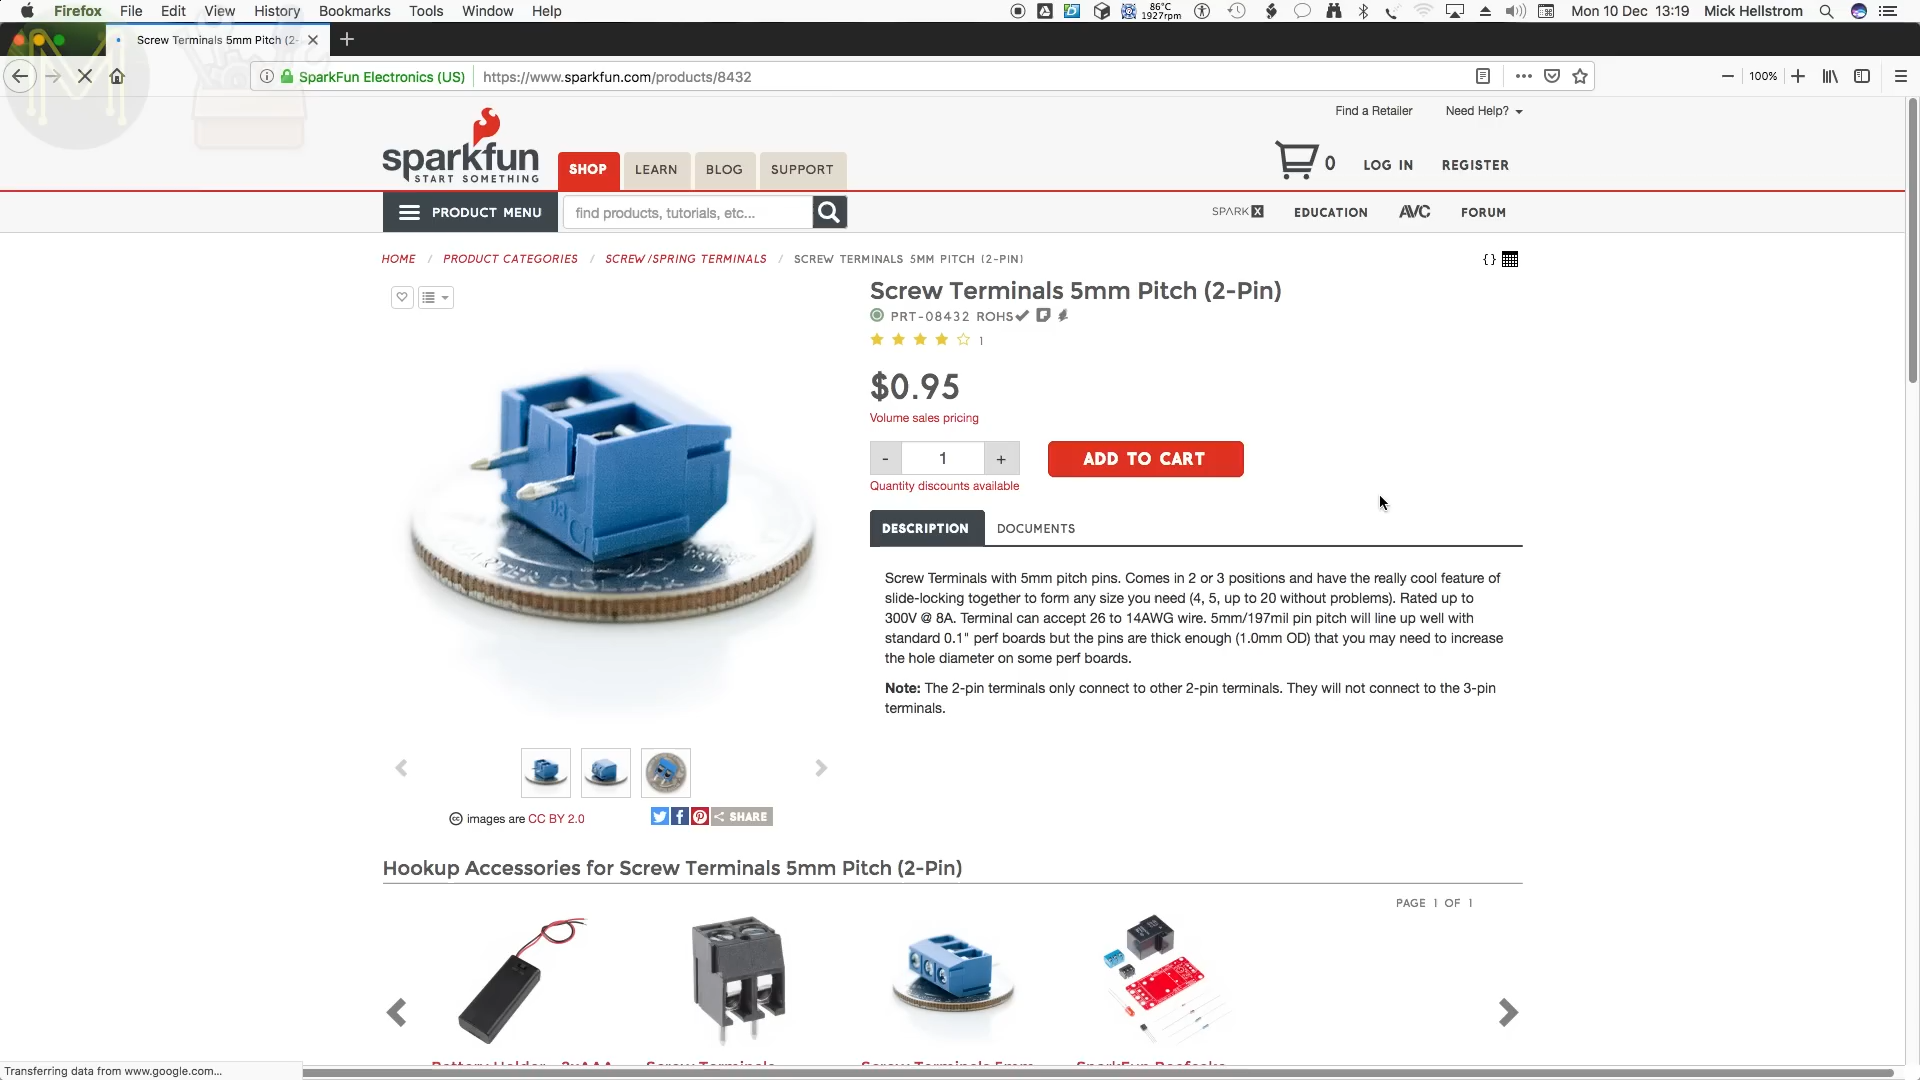 Firefox File Edit View History Bookmarks Tools Window Help
86°C
1927rpm
Mon 10 Dec 13:19 Mick Hellstrom
Screw Terminals 5mm Pitch (2-
SparkFun Electronics (US) https://www.sparkfun.com/products/8432
100%
Find a Retailer Need Help?
sparkfun
START SOMETHING
SHOP LEARN BLOG SUPPORT
0 LOG IN REGISTER
PRODUCT MENU find products, tutorials, etc...
SPARK X EDUCATION AVC FORUM
HOME / PRODUCT CATEGORIES / SCREW/SPRING TERMINALS / SCREW TERMINALS 5MM PITCH (2-PIN)
{}
Screw Terminals 5mm Pitch (2-Pin)
PRT-08432 ROHS
1
$0.95
Volume sales pricing
- 1 +
ADD TO CART
Quantity discounts available
DESCRIPTION DOCUMENTS
Screw Terminals with 5mm pitch pins. Comes in 2 or 3 positions and have the really cool feature of
slide-locking together to form any size you need (4, 5, up to 20 without problems). Rated up to
300V @ 8A. Terminal can accept 26 to 14AWG wire. 5mm/197mil pin pitch will line up well with
standard 0.1" perf boards but the pins are thick enough (1.0mm OD) that you may need to increase
the hole diameter on some perf boards.
Note: The 2-pin terminals only connect to other 2-pin terminals. They will not connect to the 3-pin
terminals.
images are CC BY 2.0
SHARE
Hookup Accessories for Screw Terminals 5mm Pitch (2-Pin)
PAGE 1 OF 1
Transferring data from www.google.com...